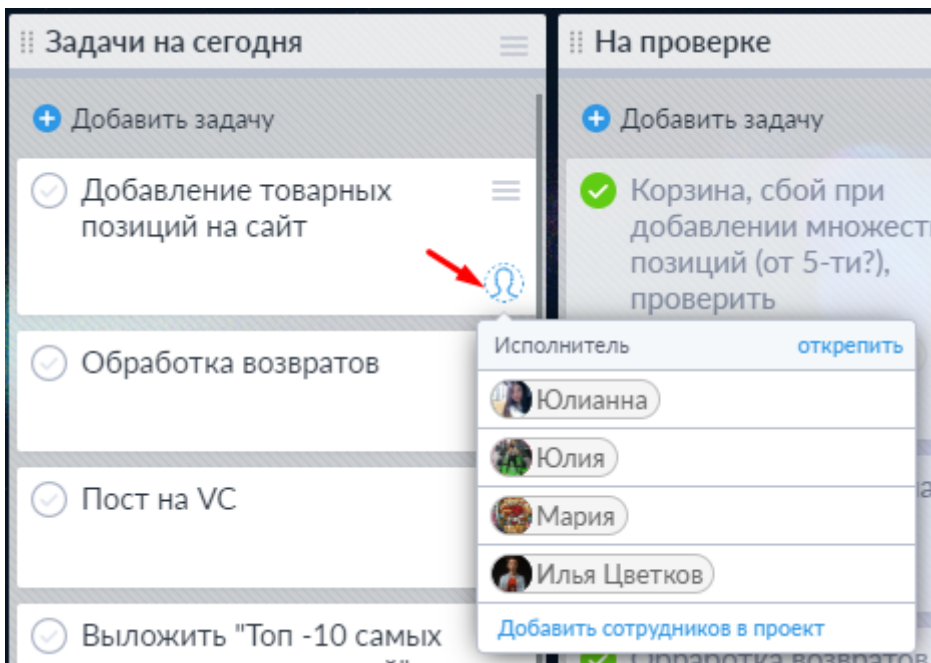 Задачи на сегодня
Добавить задачу
Добавление товарных
позиций на сайт
Обработка возвратов
Пост на VC
Выложить "Топ -10 самых
На проверке
Добавить задачу
Корзина, сбой при
добавлении множест
позиций (от 5-ти?),
проверить
Исполнитель открепить
Юлианна
Юлия
Мария
Илья Цветков
Добавить сотрудников в проект
Обработка возвратов